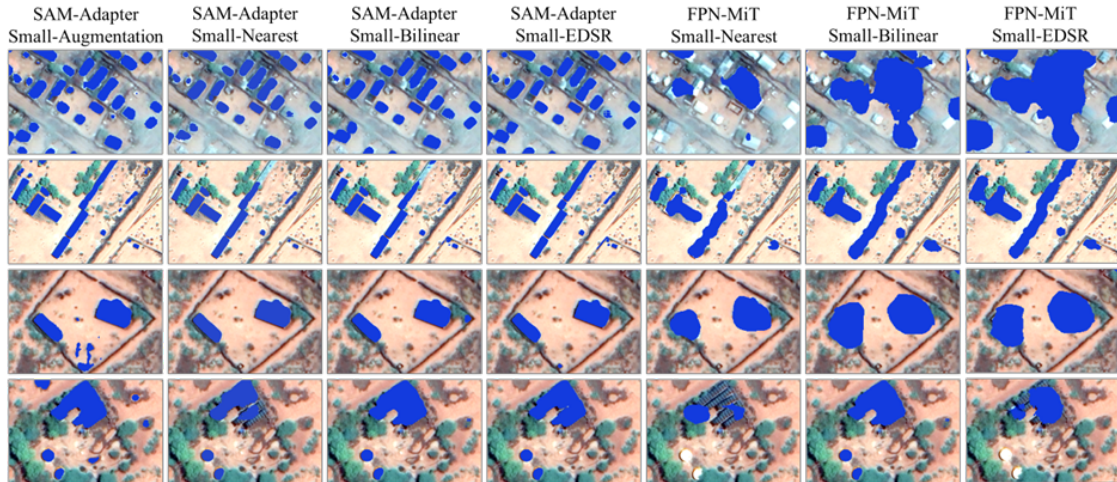 SAM-Adapter
Small-Augmentation
SAM-Adapter
Small-Nearest
SAM-Adapter
Small-Bilinear
SAM-Adapter
Small-EDSR
FPN-MiT
Small-Nearest
FPN-MiT
Small-Bilinear
FPN-MiT
Small-EDSR